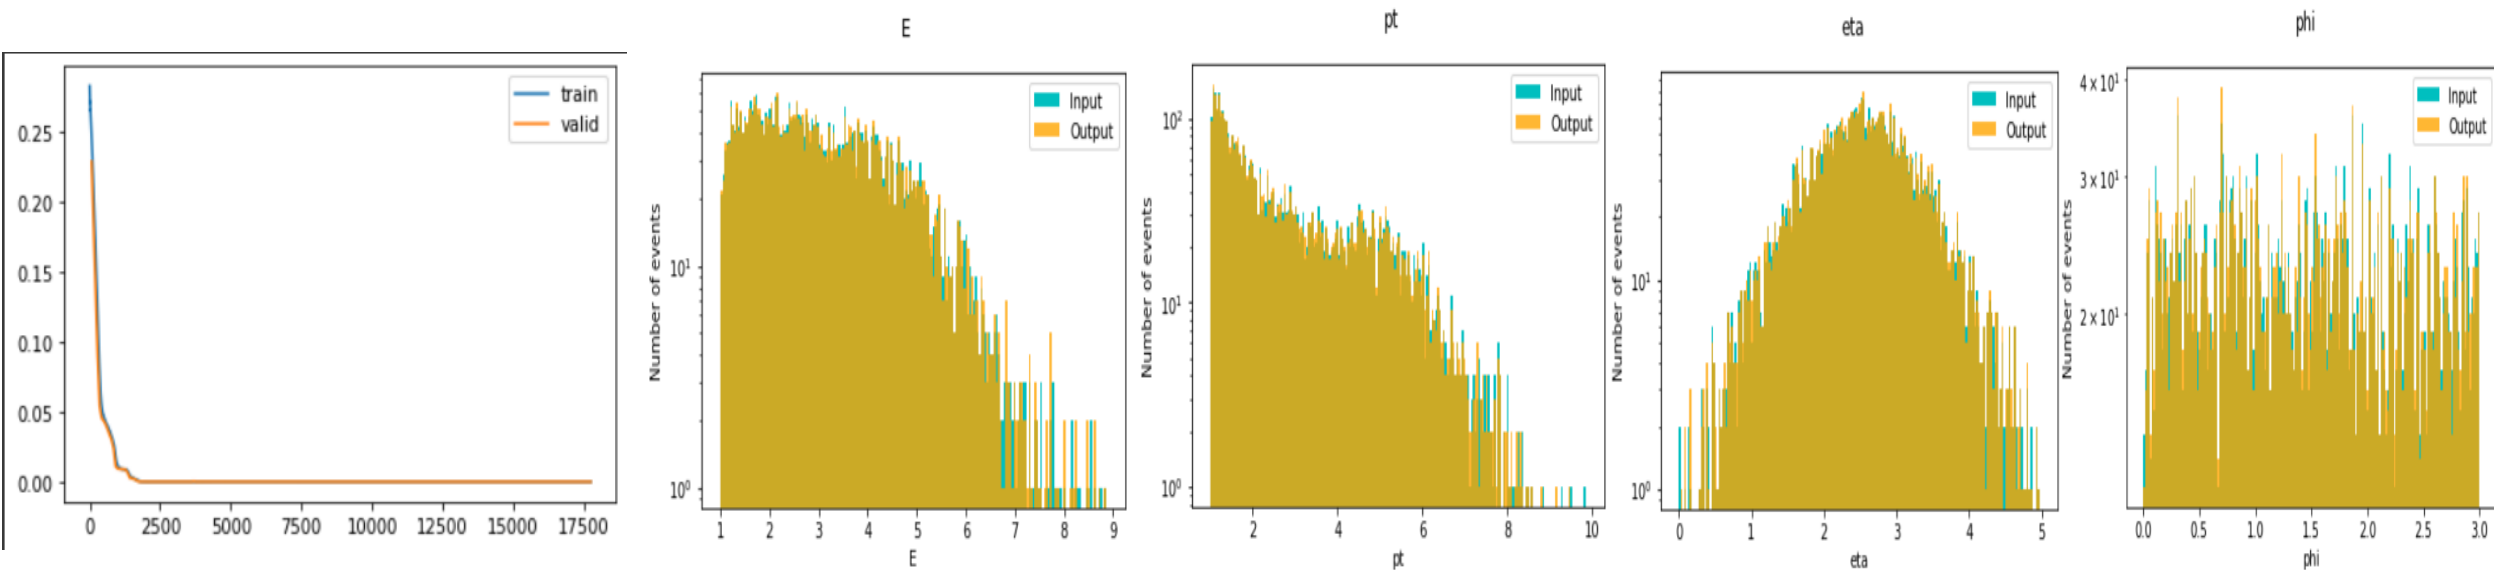 train
valid
0.25
0.20
0.15
0.10
0.05
0.00
0 2500 5000 7500 10000 12500 15000 17500
E
Input
Output
Number of events
10¹
10⁰
1 2 3 4 5 6 7 8 9
E
pt
Input
Output
Number of events
10²
10¹
10⁰
2 4 6 8 10
pt
eta
Input
Output
Number of events
10¹
10⁰
0 1 2 3 4 5
eta
phi
Input
Output
Number of events
4 × 10¹
3 × 10¹
2 × 10¹
0.0 0.5 1.0 1.5 2.0 2.5 3.0
phi